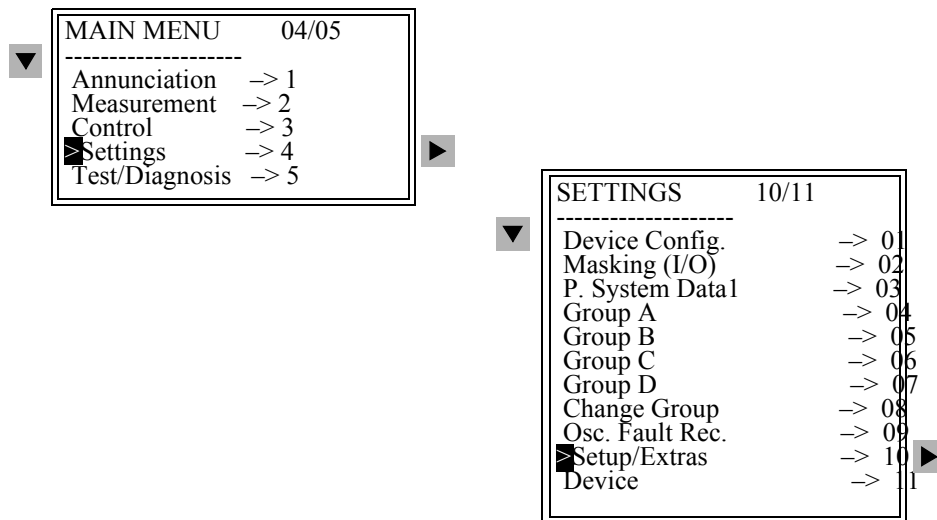 MAIN MENU 04/05
--------------------
Annunciation –> 1
Measurement –> 2
Control –> 3
>Settings –> 4
Test/Diagnosis –> 5
SETTINGS 10/11
--------------------
Device Config. –> 01
Masking (I/O) –> 02
P. System Data1 –> 03
Group A –> 04
Group B –> 05
Group C –> 06
Group D –> 07
Change Group –> 08
Osc. Fault Rec. –> 09
>Setup/Extras –> 10
Device –> 11